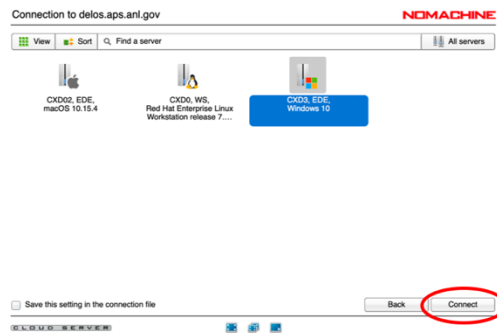 Connection to delos.aps.anl.gov
NOMACHINE
View
Sort
Find a server
All servers
CXD02, EDE,
macOS 10.15.4
CXD0, WS,
Red Hat Enterprise Linux
Workstation release 7....
CXD3, EDE,
Windows 10
Save this setting in the connection file
Back
Connect
CLOUD SERVER